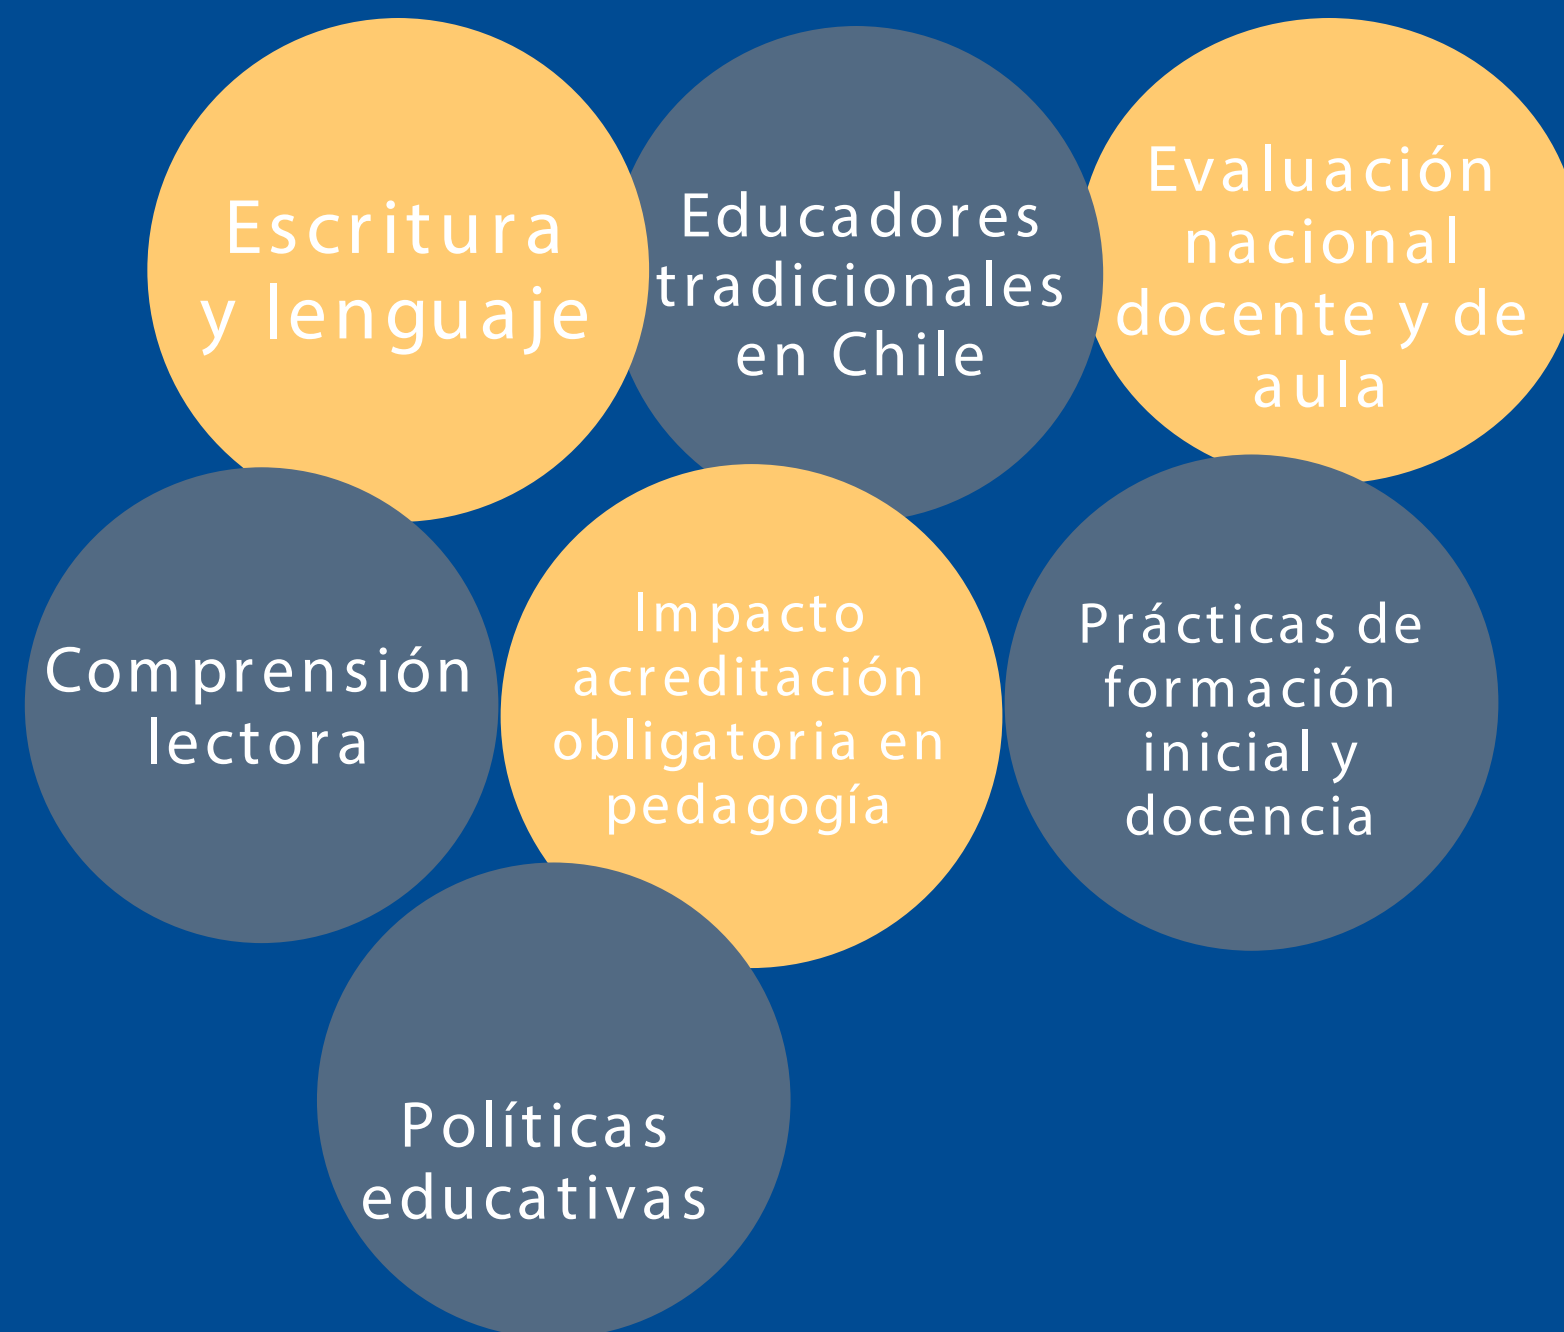 Escritura
y lenguaje
Educadores
tradicionales
en Chile
Evaluación
nacional
docente y de
aula
Comprensión
lectora
Impacto
acreditación
obligatoria en
pedagogía
Prácticas de
formación
inicial y
docencia
Políticas
educativas